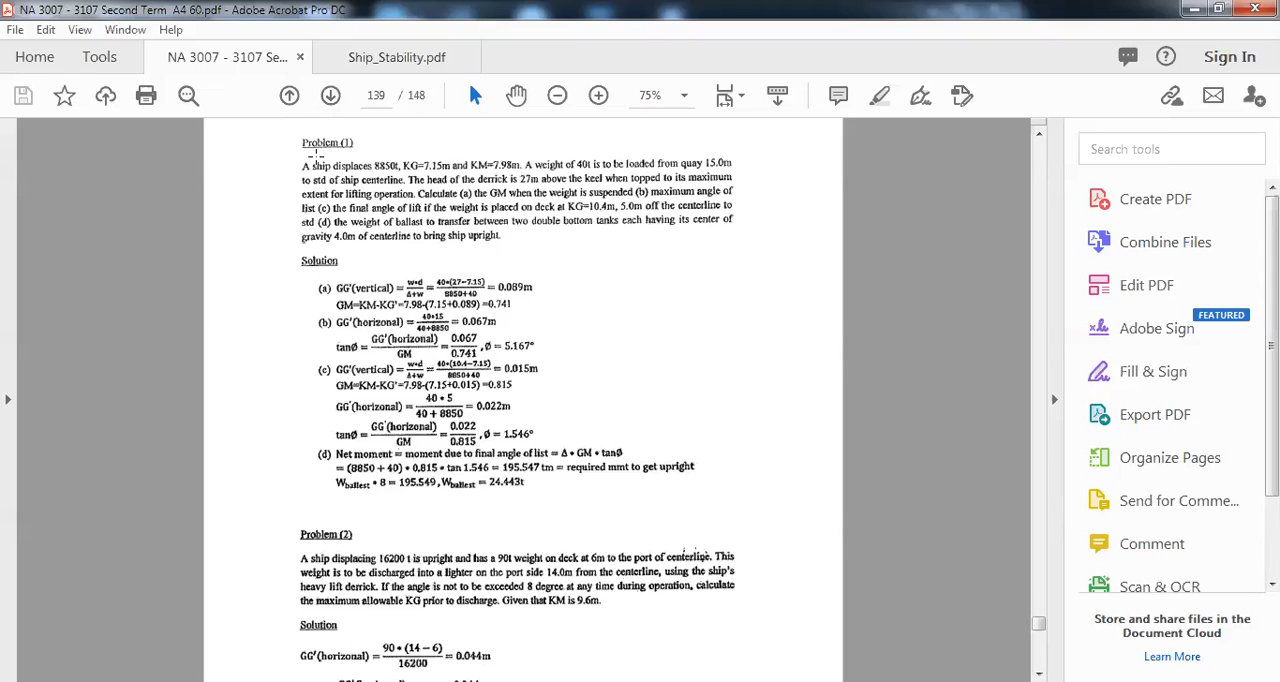 NA 3007 - 3107 Second Term A4 60.pdf - Adobe Acrobat Pro DC
File Edit View Window Help
Home Tools NA 3007 - 3107 Se... × Ship_Stability.pdf Sign In
139 / 148 75%
Problem (1)
A ship displaces 8850t, KG=7.15m and KM=7.98m. A weight of 40t is to be loaded from quay 15.0m
to std of ship centerline. The head of the derrick is 27m above the keel when topped to its maximum
extent for lifting operation. Calculate (a) the GM when the weight is suspended (b) maximum angle of
list (c) the final angle of lift if the weight is placed on deck at KG=10.4m, 5.0m off the centerline to
std (d) the weight of ballast to transfer between two double bottom tanks each having its center of
gravity 4.0m of centerline to bring ship upright.
Solution
(a) GG'(vertical) = w*d/Δ+w = 40*(27-7.15)/8850+40 = 0.089m
GM=KM-KG'=7.98-(7.15+0.089) =0.741
(b) GG'(horizonal) = 40*15/40+8850 = 0.067m
tanØ = GG'(horizonal)/GM = 0.067/0.741 , Ø = 5.167°
(c) GG'(vertical) = w*d/Δ+w = 40*(10.4-7.15)/8850+40 = 0.015m
GM=KM-KG'=7.98-(7.15+0.015) =0.815
GG'(horizonal) = 40 * 5/40 + 8850 = 0.022m
tanØ = GG'(horizonal)/GM = 0.022/0.815 , Ø = 1.546°
(d) Net moment = moment due to final angle of list = Δ * GM * tanØ
= (8850 + 40) * 0.815 * tan 1.546 = 195.547 tm = required mmt to get upright
Wballest * 8 = 195.549 , Wballest = 24.443t
Problem (2)
A ship displacing 16200 t is upright and has a 90t weight on deck at 6m to the port of centerline. This
weight is to be discharged into a lighter on the port side 14.0m from the centerline, using the ship's
heavy lift derrick. If the angle is not to be exceeded 8 degree at any time during operation, calculate
the maximum allowable KG prior to discharge. Given that KM is 9.6m.
Solution
GG'(horizonal) = 90 * (14 - 6)/16200 = 0.044m
Search tools
Create PDF
Combine Files
Edit PDF
FEATURED
Adobe Sign
Fill & Sign
Export PDF
Organize Pages
Send for Comme...
Comment
Scan & OCR
Store and share files in the
Document Cloud
Learn More